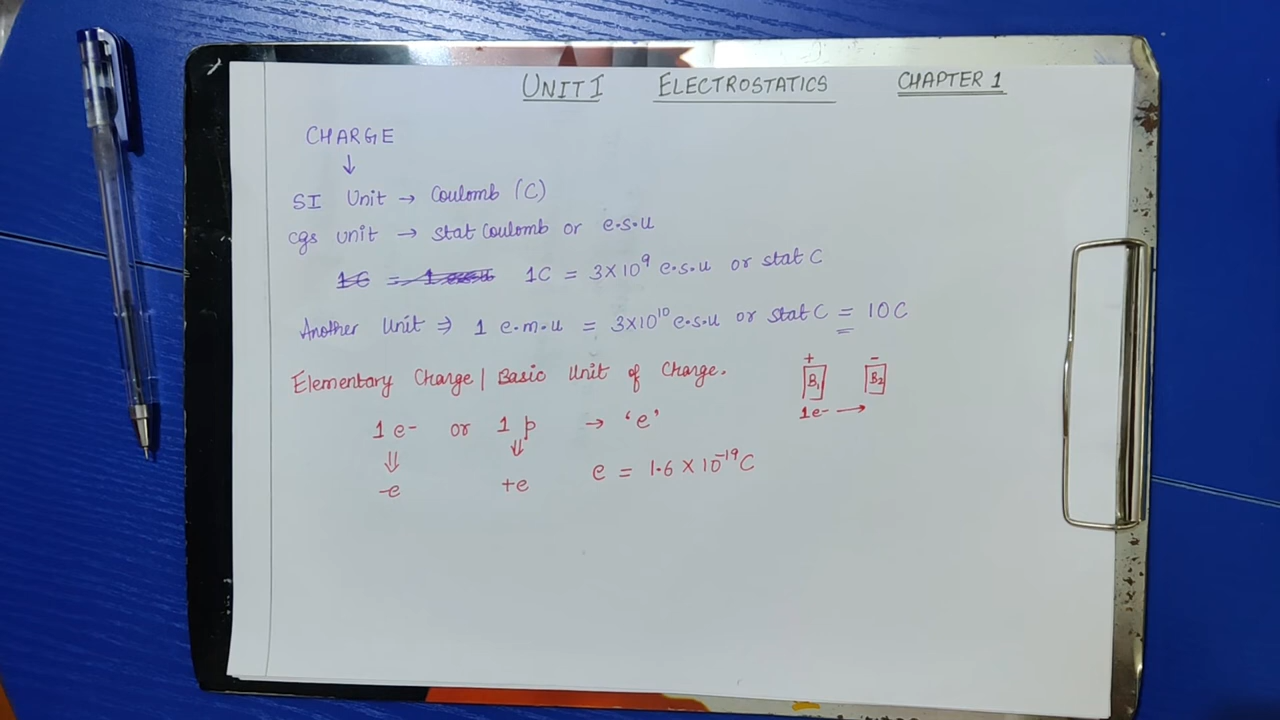 UNIT I ELECTROSTATICS CHAPTER 1
CHARGE
↓
SI Unit → Coulomb (C)
cgs unit → stat Coulomb or e.s.u
1C = 3×10⁹ e.s.u or stat C
Another Unit ⇒ 1 e.m.u = 3×10¹⁰ e.s.u or stat C = 10C
Elementary Charge | Basic Unit of Charge.
+ -
B₁ B₂
1e- →
1 e- or 1 p → 'e'
⇓ ⇓
-e +e e = 1.6 × 10⁻¹⁹ C